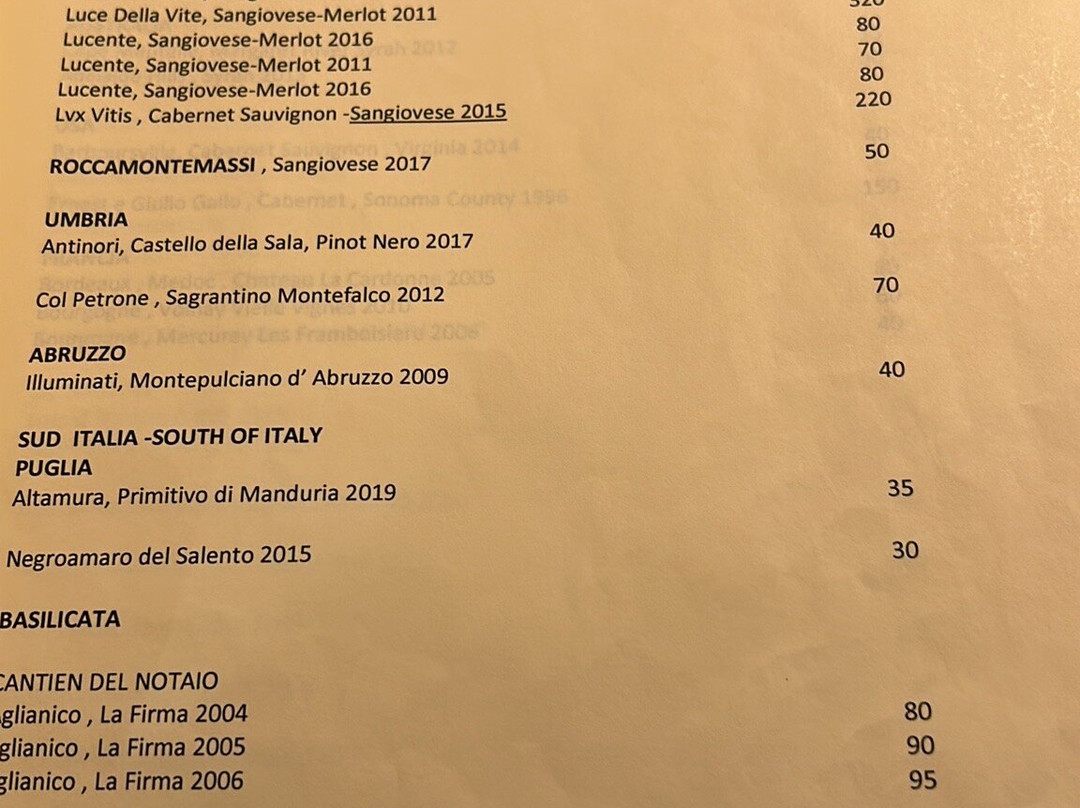 Luce Della Vite, Sangiovese-Merlot 2011 320
Lucente, Sangiovese-Merlot 2016 80
Lucente, Sangiovese-Merlot 2011 70
Lucente, Sangiovese-Merlot 2016 80
Lvx Vitis , Cabernet Sauvignon -Sangiovese 2015 220
ROCCAMONTEMASSI , Sangiovese 2017 50
UMBRIA
Antinori, Castello della Sala, Pinot Nero 2017 40
Col Petrone , Sagrantino Montefalco 2012 70
ABRUZZO
Illuminati, Montepulciano d' Abruzzo 2009 40
SUD ITALIA -SOUTH OF ITALY
PUGLIA
Altamura, Primitivo di Manduria 2019 35
Negroamaro del Salento 2015 30
BASILICATA
CANTIEN DEL NOTAIO
glianico , La Firma 2004 80
glianico , La Firma 2005 90
glianico , La Firma 2006 95